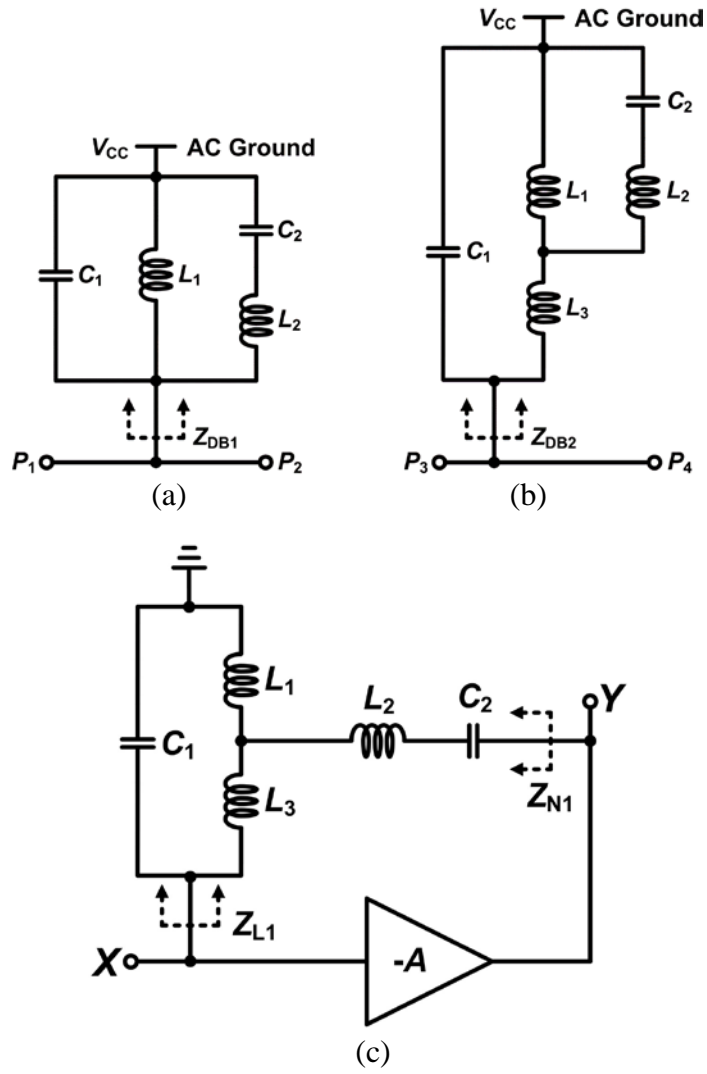 VCC AC Ground
C1
L1
C2
L2
ZDB1
P1
P2
(a)
VCC AC Ground
C2
L1
L2
C1
L3
ZDB2
P3
P4
(b)
L1
L2
C2
Y
C1
ZN1
L3
ZL1
X
-A
(c)